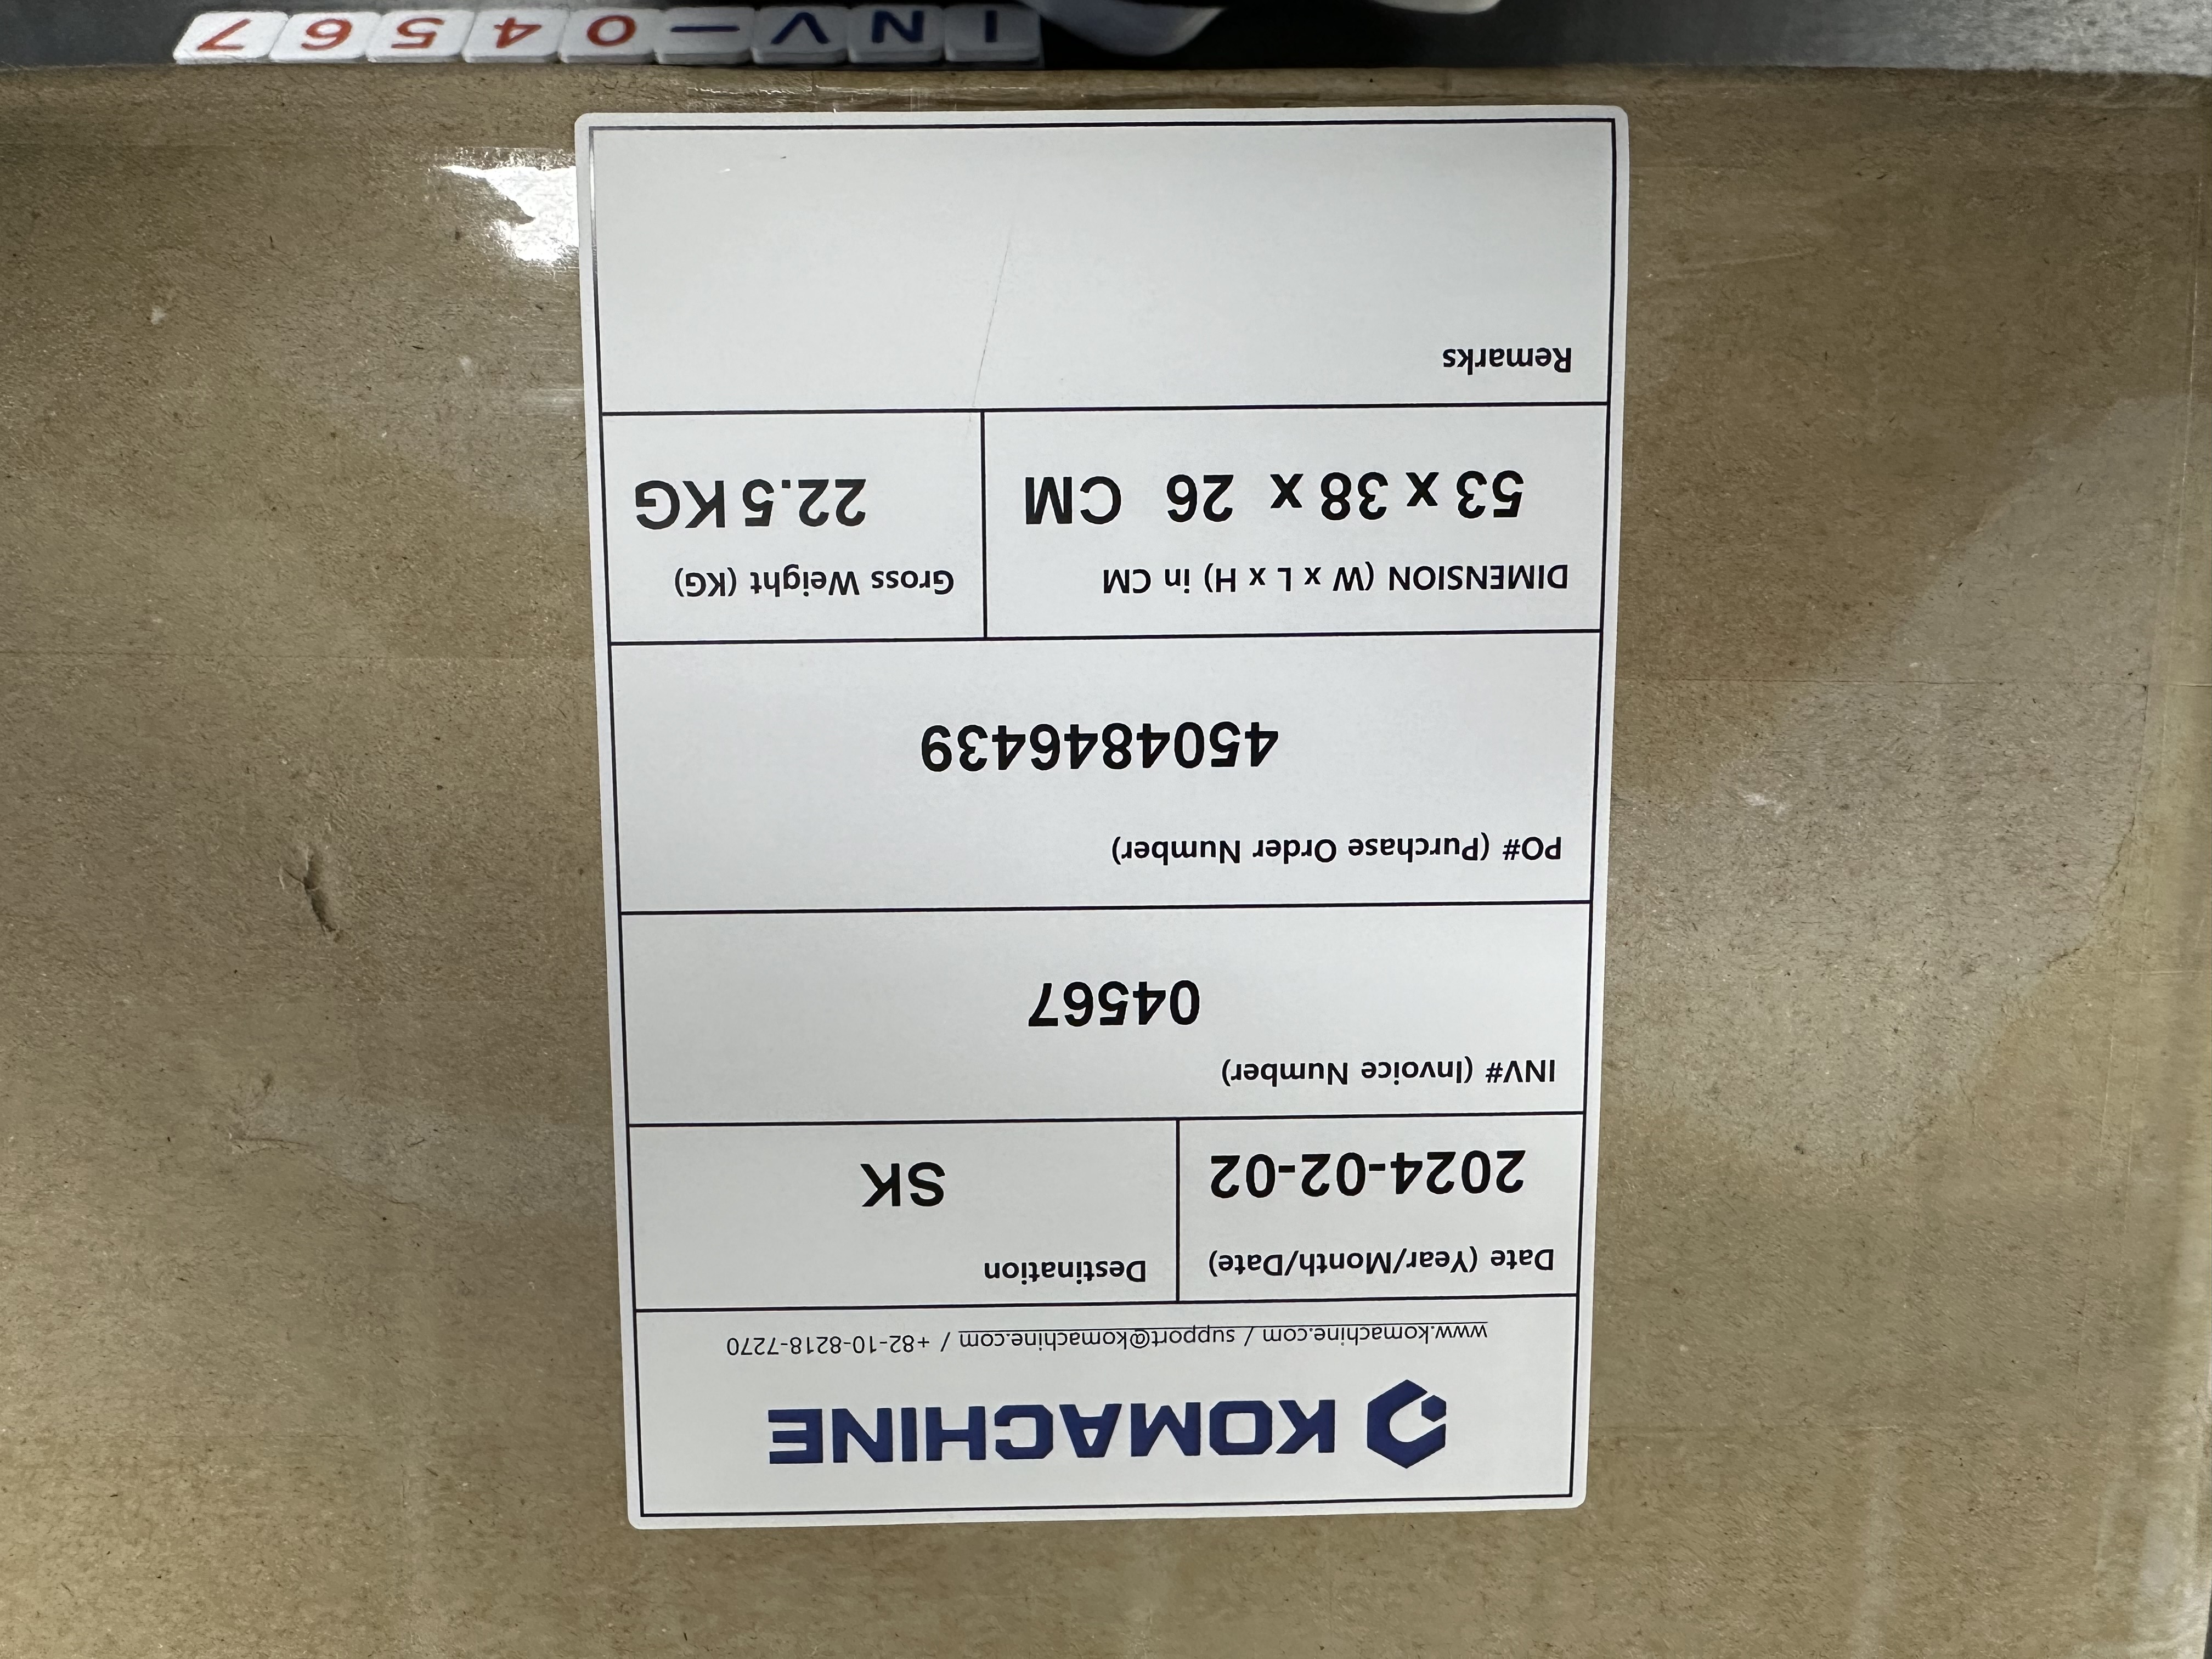 KOMACHINE
www.komachine.com / support@komachine.com / +82-10-8218-7270
Date (Year/Month/Date)
2024-02-02
Destination
SK
INV# (Invoice Number)
04567
PO# (Purchase Order Number)
4504846439
DIMENSION (W x L x H) in CM
53 x 38 x 26 CM
Gross Weight (KG)
22.5 KG
Remarks
INV-04567